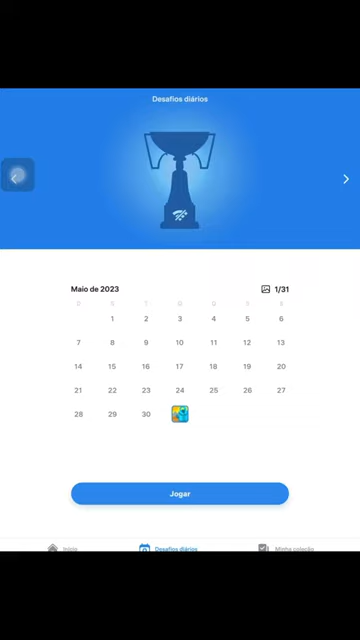 Desafios diários
Maio de 2023 1/31
D S T Q Q S S
1 2 3 4 5 6
7 8 9 10 11 12 13
14 15 16 17 18 19 20
21 22 23 24 25 26 27
28 29 30
Jogar
Início Desafios diários Minha coleção